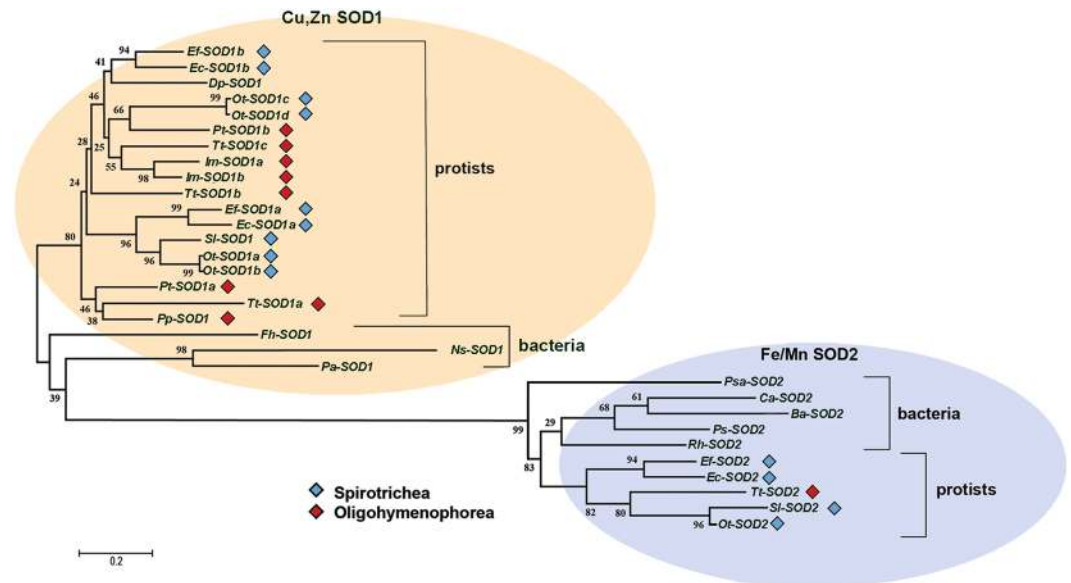 Cu,Zn SOD1
94
Ef-SOD1b
41
Ec-SOD1b
Dp-SOD1
46
99
Ot-SOD1c
Ot-SOD1d
66
Pt-SOD1b
28
25
Tt-SOD1c
protists
55
Im-SOD1a
98
Im-SOD1b
24
Tt-SOD1b
99
Ef-SOD1a
Ec-SOD1a
80
96
Sl-SOD1
96
Ot-SOD1a
99
Ot-SOD1b
Pt-SOD1a
46
Tt-SOD1a
38
Pp-SOD1
Fh-SOD1
bacteria
98
Ns-SOD1
Pa-SOD1
39
Fe/Mn SOD2
Psa-SOD2
61
Ca-SOD2
68
Ba-SOD2
bacteria
99
29
Ps-SOD2
Rh-SOD2
83
94
Ef-SOD2
Ec-SOD2
protists
Tt-SOD2
82
80
Sl-SOD2
96
Ot-SOD2
Spirotrichea
Oligohymenophorea
0.2